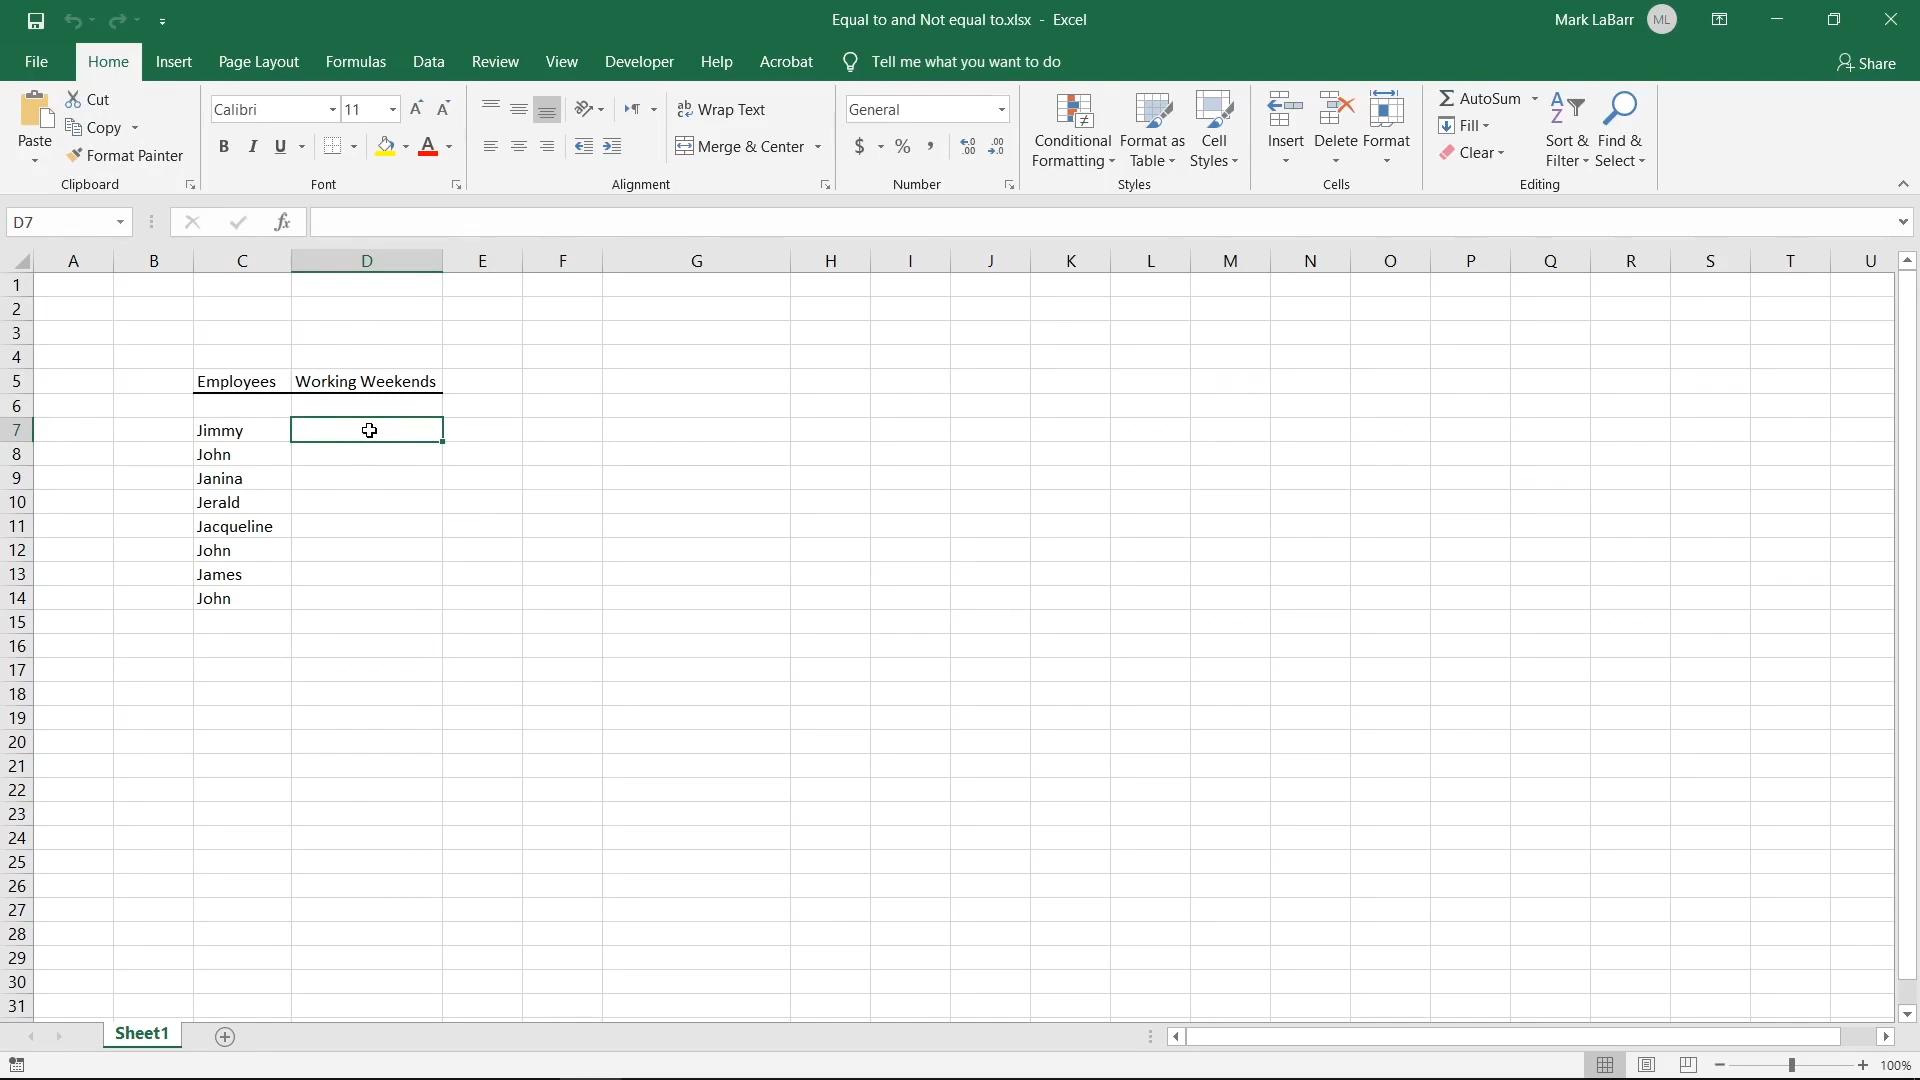 Equal to and Not equal to.xlsx - Excel
Mark LaBarr ML
File Home Insert Page Layout Formulas Data Review View Developer Help Acrobat Tell me what you want to do Share
Paste
Cut
Copy
Format Painter
Clipboard
Calibri 11
B I U
Font
Wrap Text
Merge & Center
Alignment
General
$ % ,
Number
Conditional Formatting
Format as Table
Cell Styles
Styles
Insert Delete Format
Cells
AutoSum
Fill
Clear
Sort & Filter
Find & Select
Editing
D7 fx
A B C D E F G H I J K L M N O P Q R S T U
1
2
3
4
5 Employees Working Weekends
6
7 Jimmy
8 John
9 Janina
10 Jerald
11 Jacqueline
12 John
13 James
14 John
15
16
17
18
19
20
21
22
23
24
25
26
27
28
29
30
31
Sheet1
100%